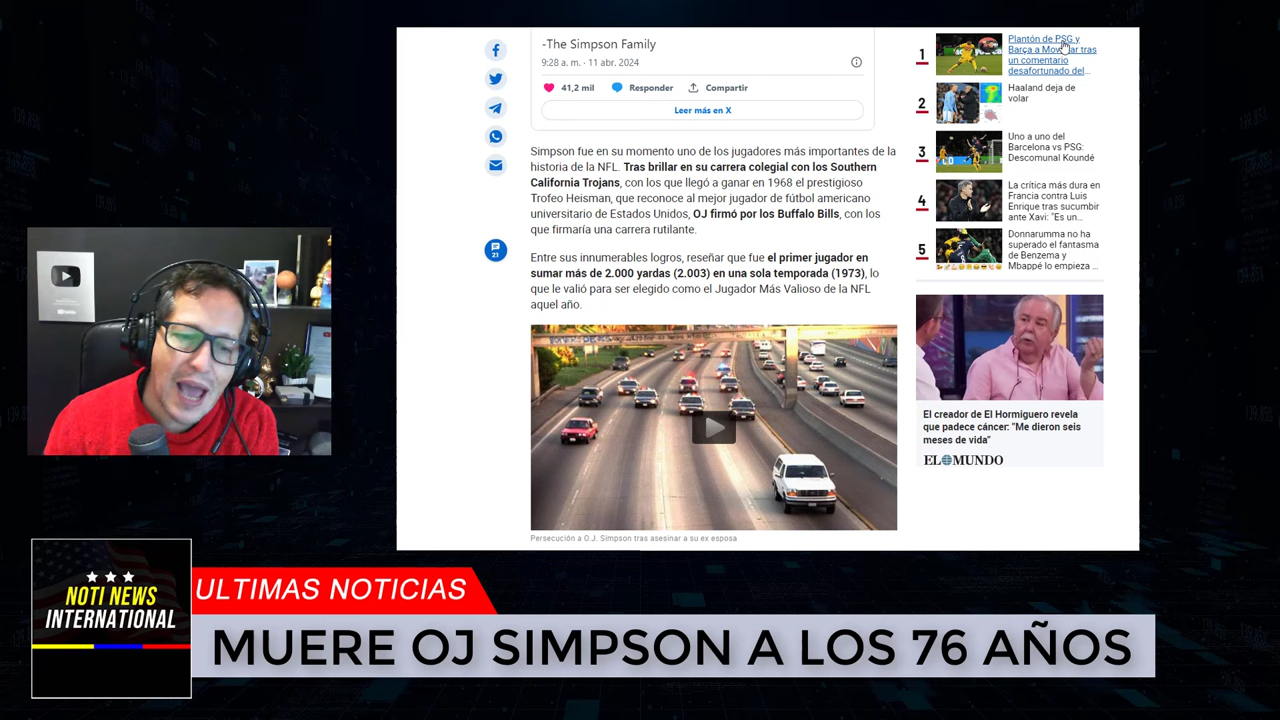 -The Simpson Family
9:28 a. m. · 11 abr. 2024
41,2 mil
Responder
Compartir
Leer más en X
Simpson fue en su momento uno de los jugadores más importantes de la
historia de la NFL. Tras brillar en su carrera colegial con los Southern
California Trojans, con los que llegó a ganar en 1968 el prestigioso
Trofeo Heisman, que reconoce al mejor jugador de fútbol americano
universitario de Estados Unidos, OJ firmó por los Buffalo Bills, con los
que firmaría una carrera rutilante.
23
Entre sus innumerables logros, reseñar que fue el primer jugador en
sumar más de 2.000 yardas (2.003) en una sola temporada (1973), lo
que le valió para ser elegido como el Jugador Más Valioso de la NFL
aquel año.
Persecución a O.J. Simpson tras asesinar a su ex esposa
1
Plantón de PSG y
Barça a Movistar tras
un comentario
desafortunado del...
2
Haaland deja de
volar
3
Uno a uno del
Barcelona vs PSG:
Descomunal Koundé
4
La crítica más dura en
Francia contra Luis
Enrique tras sucumbir
ante Xavi: "Es un...
5
Donnarumma no ha
superado el fantasma
de Benzema y
Mbappé lo empieza ...
El creador de El Hormiguero revela
que padece cáncer: "Me dieron seis
meses de vida"
EL MUNDO
NOTI NEWS
INTERNATIONAL
ULTIMAS NOTICIAS
MUERE OJ SIMPSON A LOS 76 AÑOS